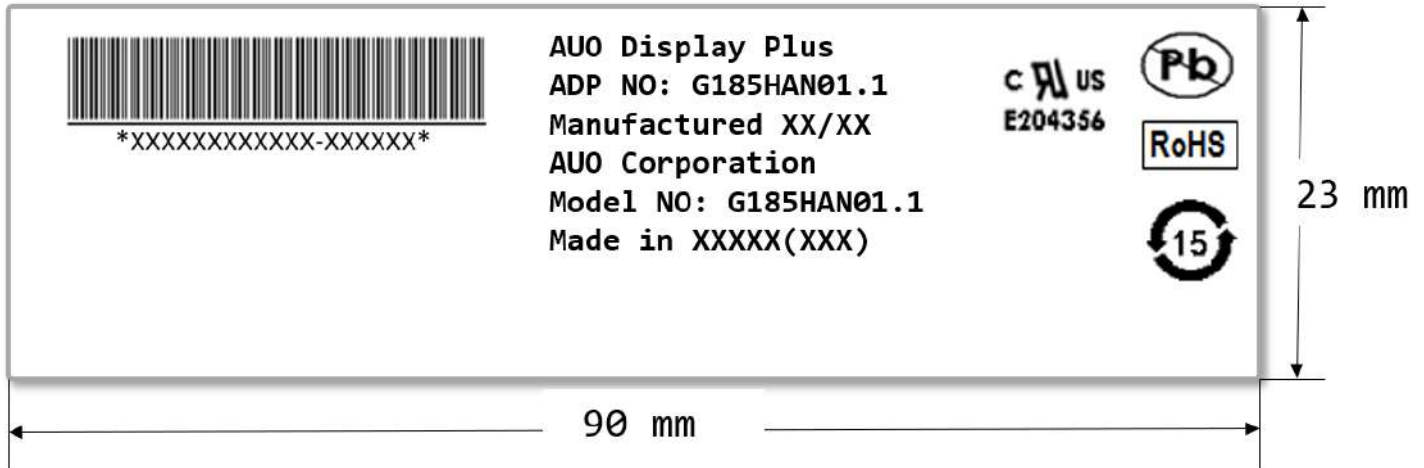 *XXXXXXXXXXXX-XXXXXX*
AUO Display Plus
ADP NO: G185HAN01.1
Manufactured XX/XX
AUO Corporation
Model NO: G185HAN01.1
Made in XXXXX(XXX)
C RU US
E204356
Pb
RoHS
15
23 mm
90 mm